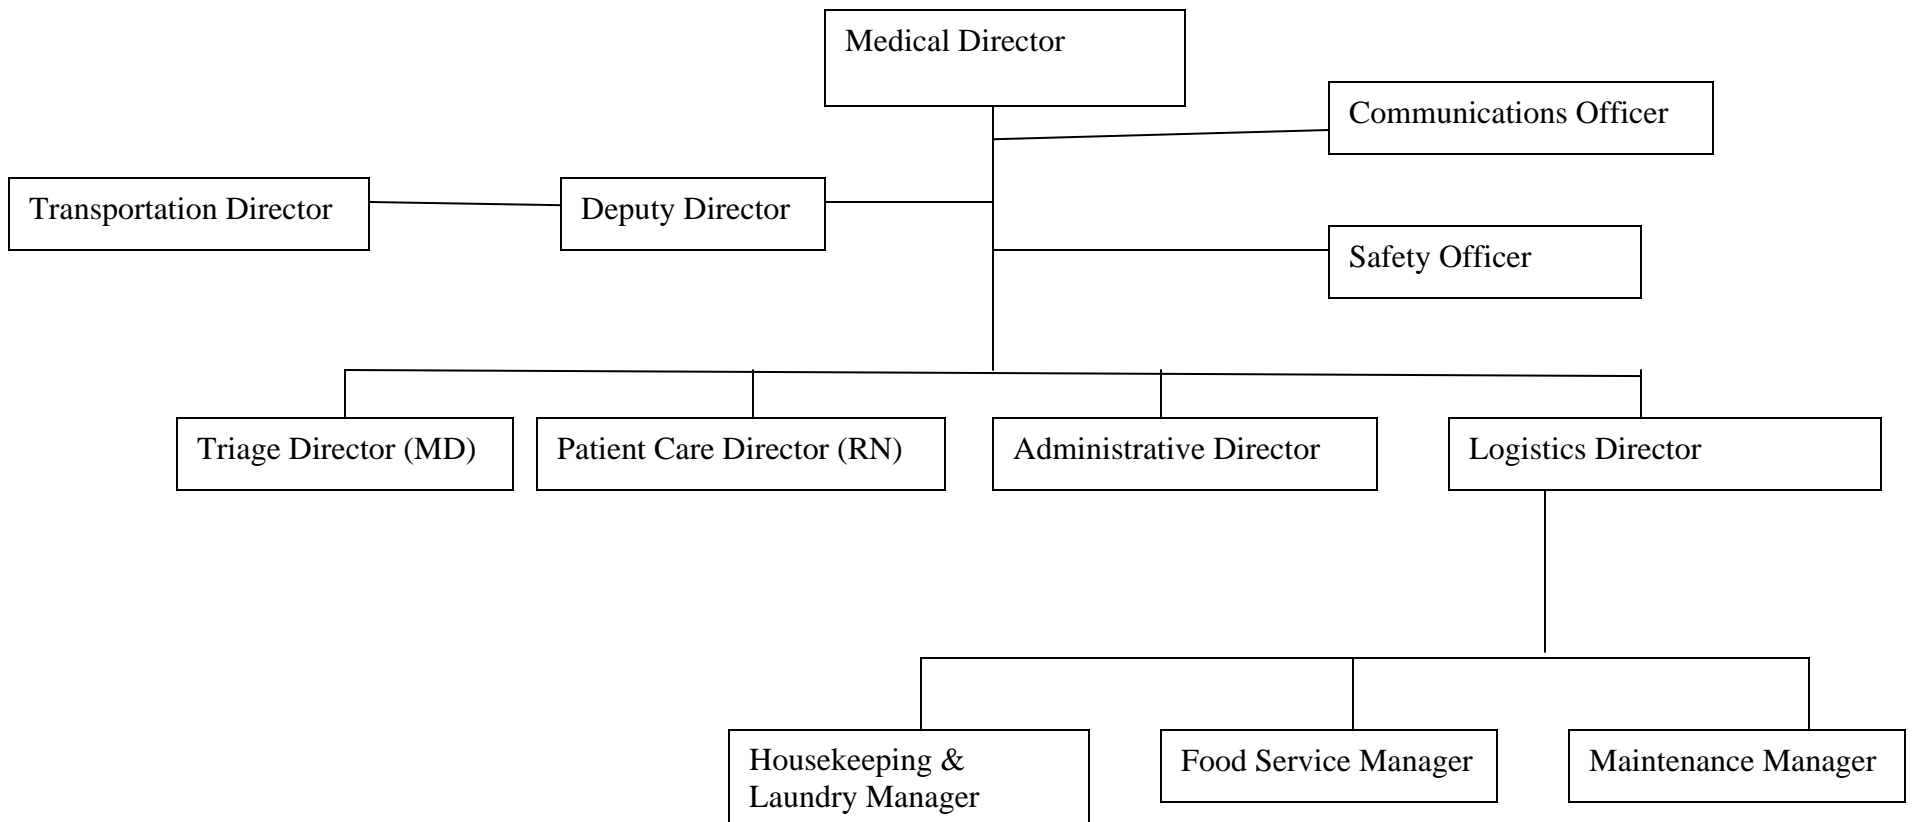 Medical Director
Communications Officer
Transportation Director
Deputy Director
Safety Officer
Triage Director (MD)
Patient Care Director (RN)
Administrative Director
Logistics Director
Housekeeping &
Laundry Manager
Food Service Manager
Maintenance Manager